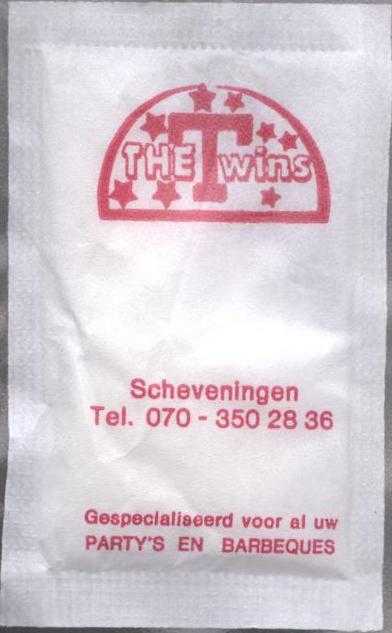 THE Twins
Scheveningen
Tel. 070 - 350 28 36
Gespecialiseerd voor al uw
PARTY'S EN BARBEQUES